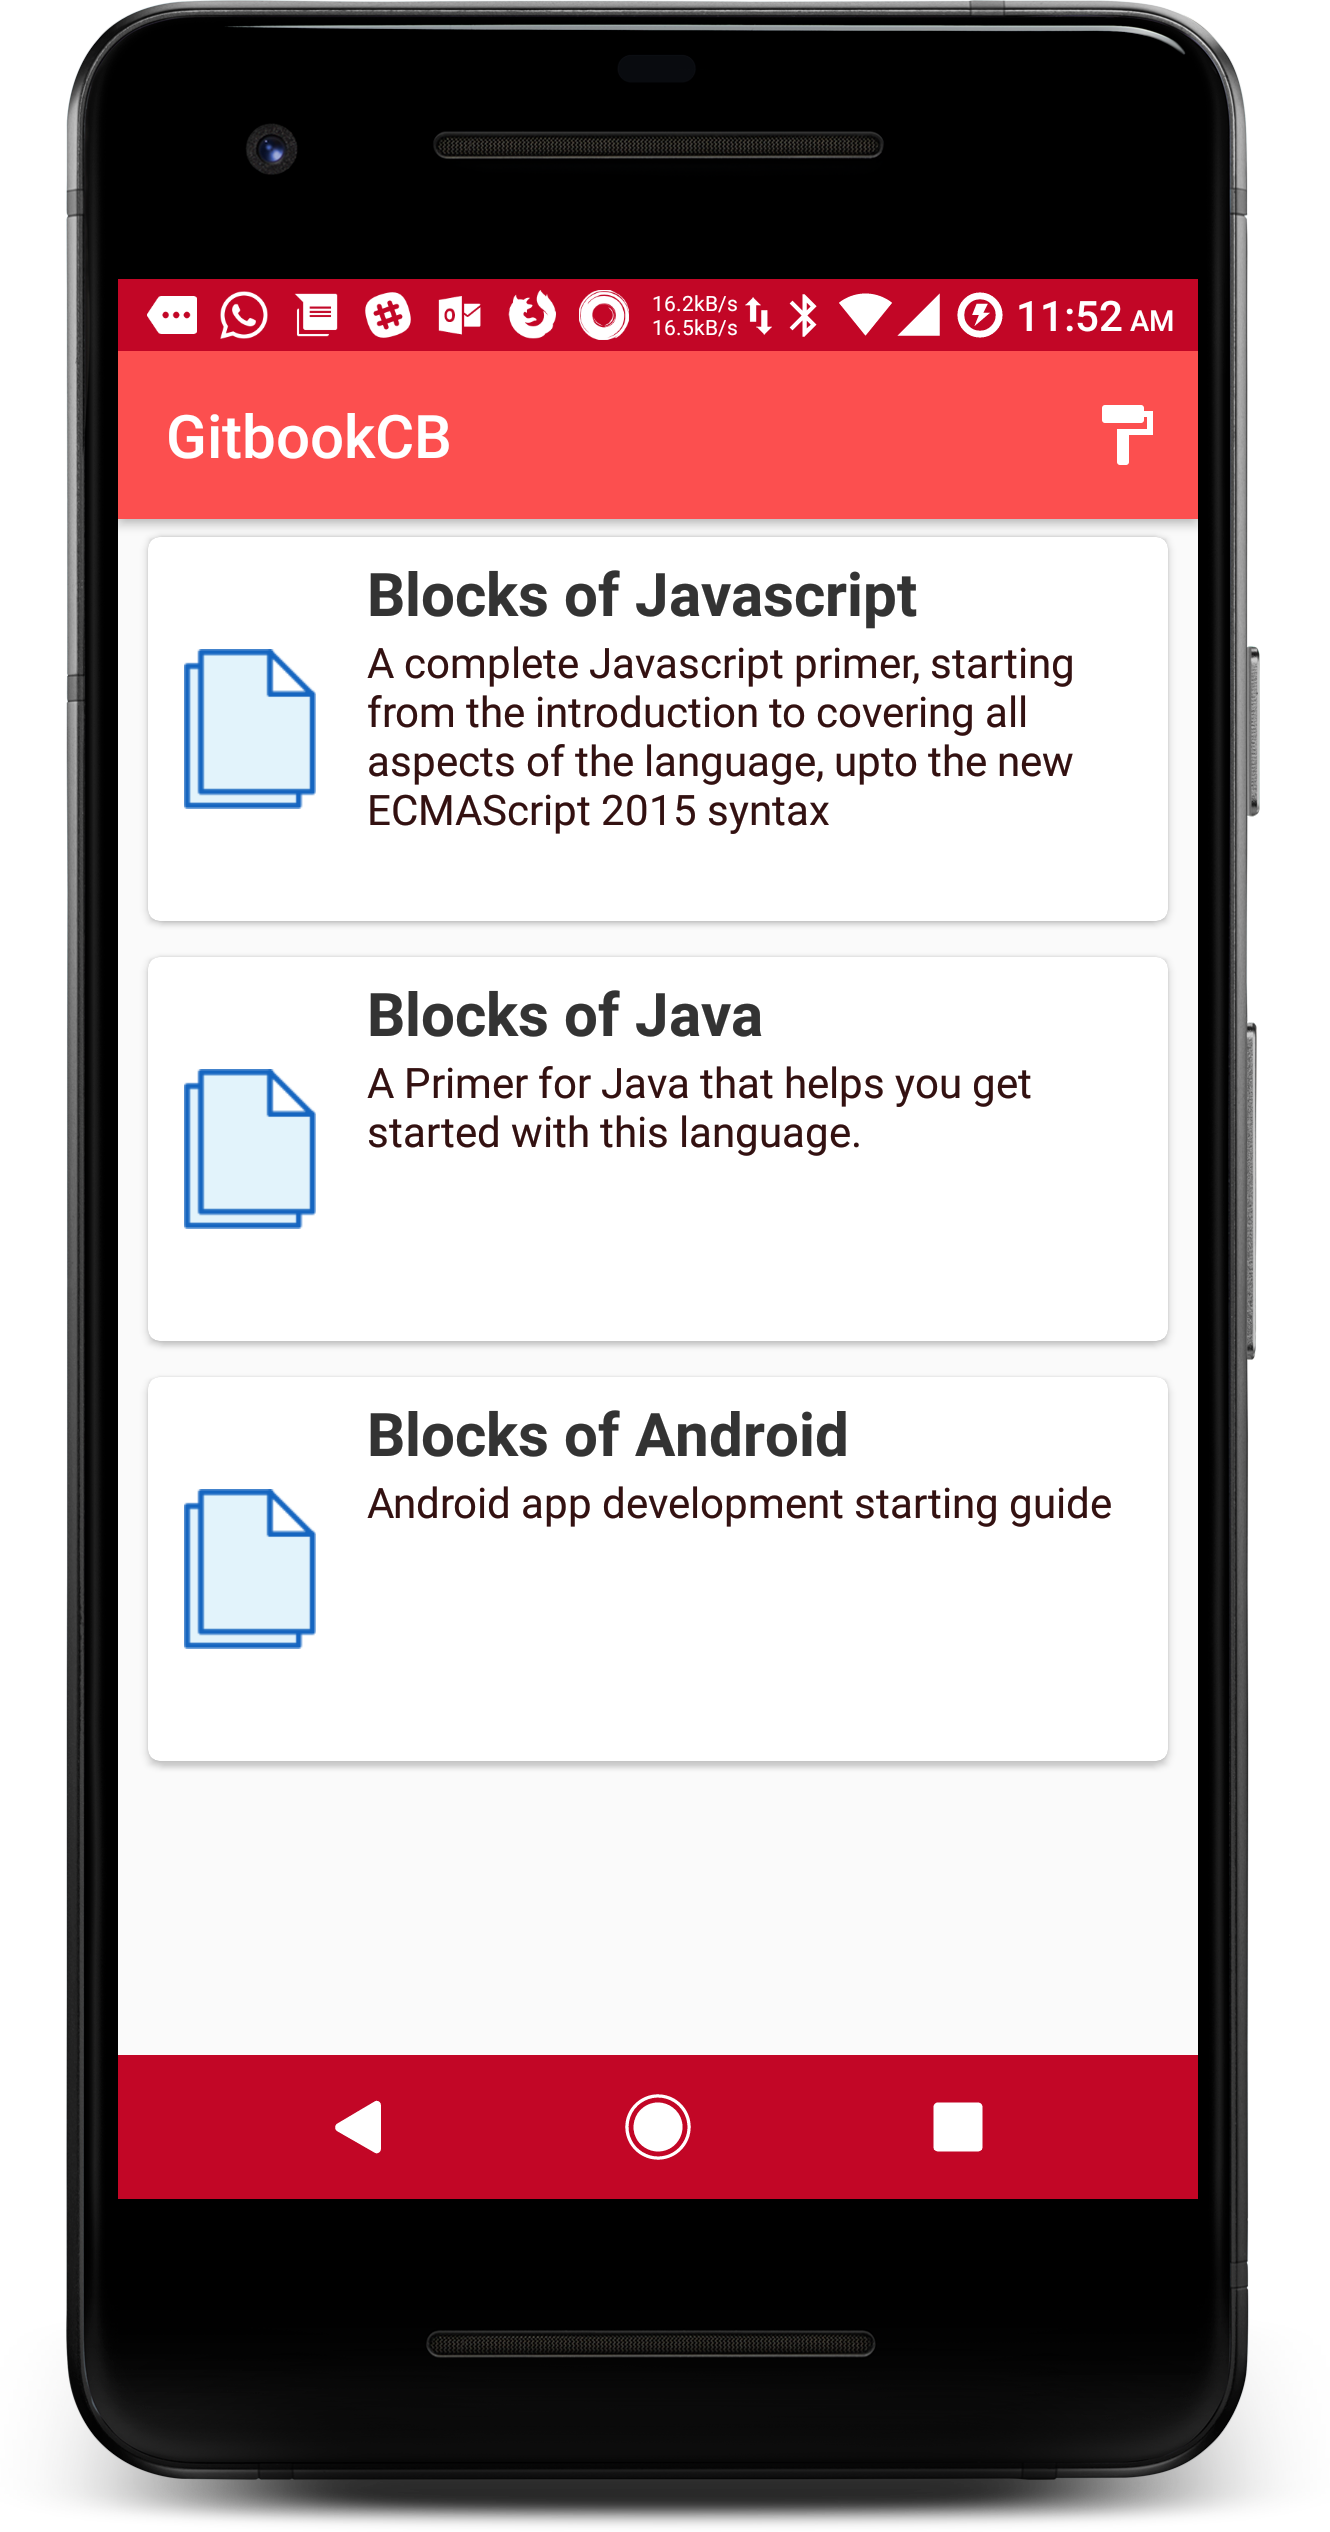 16.2kB/s
16.5kB/s
11:52 AM
GitbookCB
Blocks of Javascript
A complete Javascript primer, starting
from the introduction to covering all
aspects of the language, upto the new
ECMAScript 2015 syntax
Blocks of Java
A Primer for Java that helps you get
started with this language.
Blocks of Android
Android app development starting guide